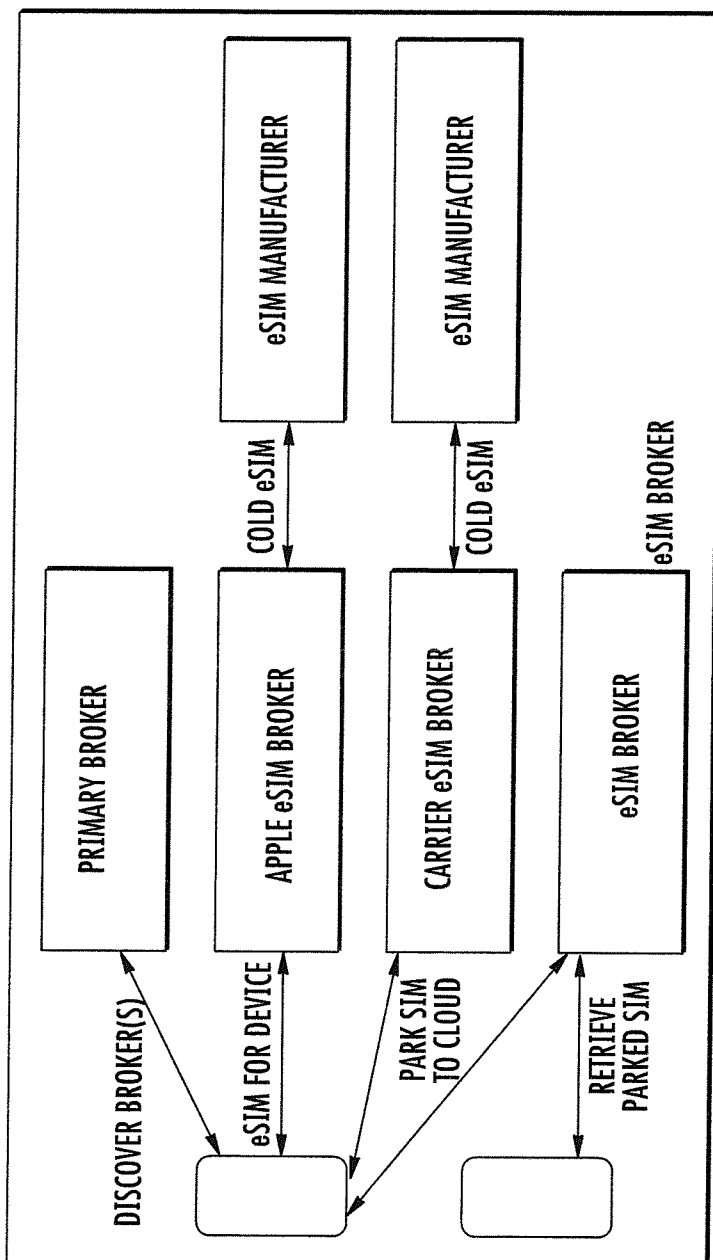 DISCOVER BROKER(S)
PRIMARY BROKER
eSIM FOR DEVICE
APPLE eSIM BROKER
COLD eSIM
eSIM MANUFACTURER
PARK SIM
TO CLOUD
CARRIER eSIM BROKER
COLD eSIM
eSIM MANUFACTURER
RETRIEVE
PARKED SIM
eSIM BROKER
eSIM BROKER